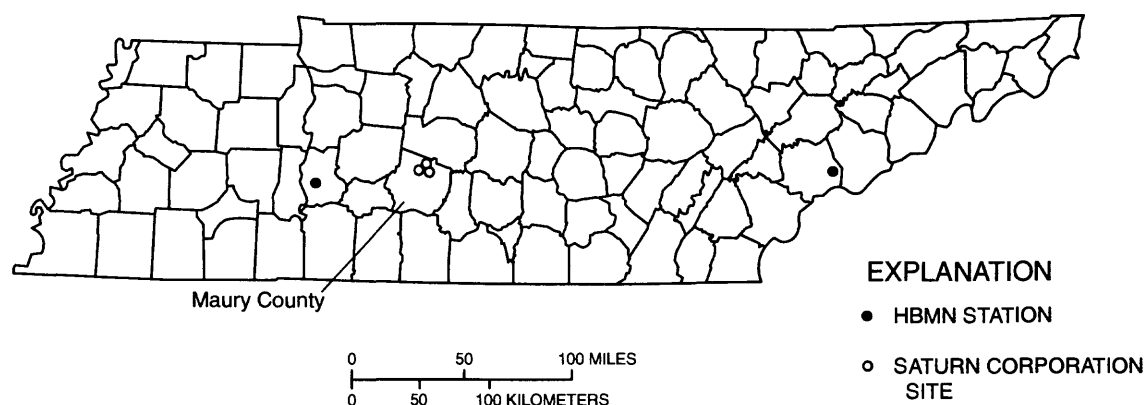 Maury County
EXPLANATION
HBMN STATION
SATURN CORPORATION
SITE
0 50 100 MILES
0 50 100 KILOMETERS